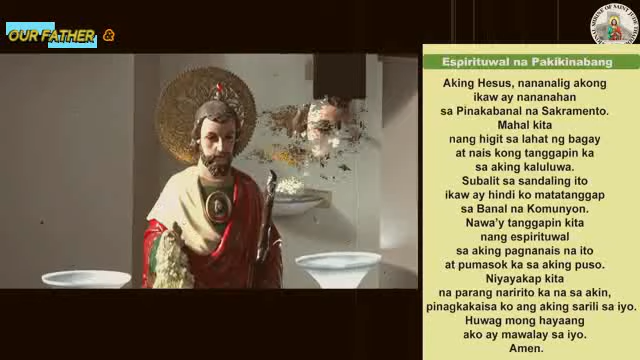 OUR FATHER &
Espirituwal na Pakikinabang
Aking Hesus, nananalig akong
ikaw ay nananahan
sa Pinakabanal na Sakramento.
Mahal kita
nang higit sa lahat ng bagay
at nais kong tanggapin ka
sa aking kaluluwa.
Subalit sa sandaling ito
ikaw ay hindi ko matatanggap
sa Banal na Komunyon.
Nawa'y tanggapin kita
nang espirituwal
sa aking pagnanais na ito
at pumasok ka sa aking puso.
Niyayakap kita
na parang naririto ka na sa akin,
pinagkakaisa ko ang aking sarili sa iyo.
Huwag mong hayaang
ako ay mawalay sa iyo.
Amen.